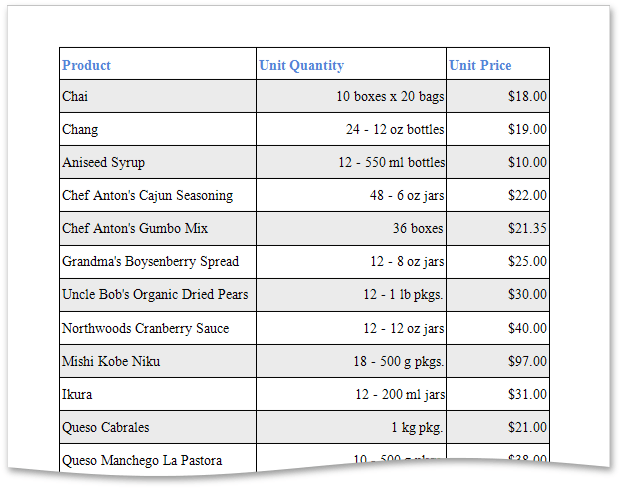 Product Unit Quantity Unit Price
Chai 10 boxes x 20 bags $18.00
Chang 24 - 12 oz bottles $19.00
Aniseed Syrup 12 - 550 ml bottles $10.00
Chef Anton's Cajun Seasoning 48 - 6 oz jars $22.00
Chef Anton's Gumbo Mix 36 boxes $21.35
Grandma's Boysenberry Spread 12 - 8 oz jars $25.00
Uncle Bob's Organic Dried Pears 12 - 1 lb pkgs. $30.00
Northwoods Cranberry Sauce 12 - 12 oz jars $40.00
Mishi Kobe Niku 18 - 500 g pkgs. $97.00
Ikura 12 - 200 ml jars $31.00
Queso Cabrales 1 kg pkg. $21.00
Queso Manchego La Pastora 10 - 500 g